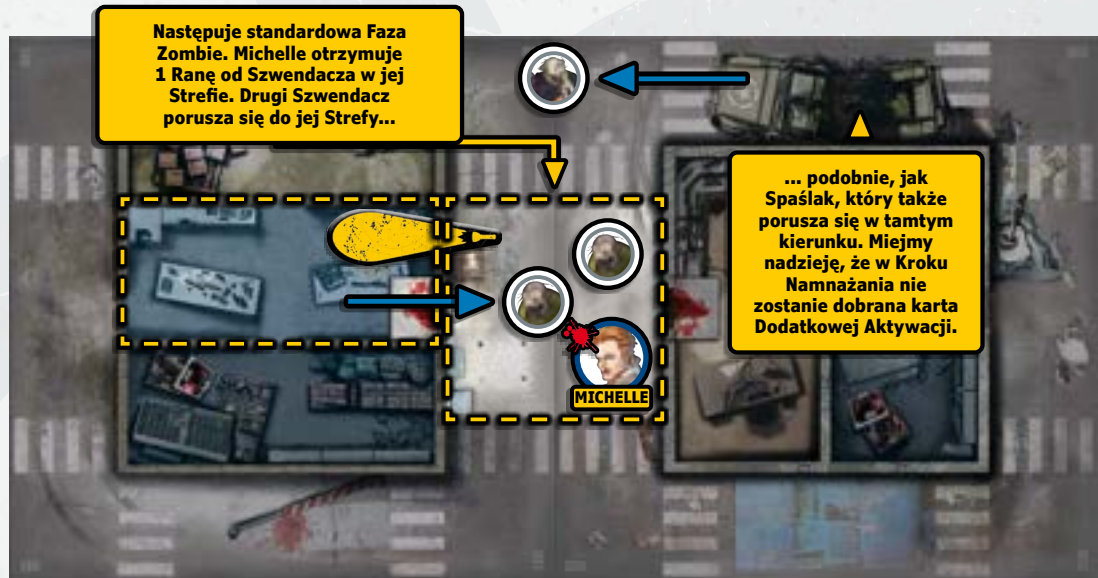 Następuje standardowa Faza
Zombie. Michelle otrzymuje
1 Ranę od Szwendacza w jej
Strefie. Drugi Szwendacz
porusza się do jej Strefy...
... podobnie, jak
Spaślak, który także
porusza się w tamtym
kierunku. Miejmy
nadzieję, że w Kroku
Namnażania nie
zostanie dobrana karta
Dodatkowej Aktywacji.
MICHELLE